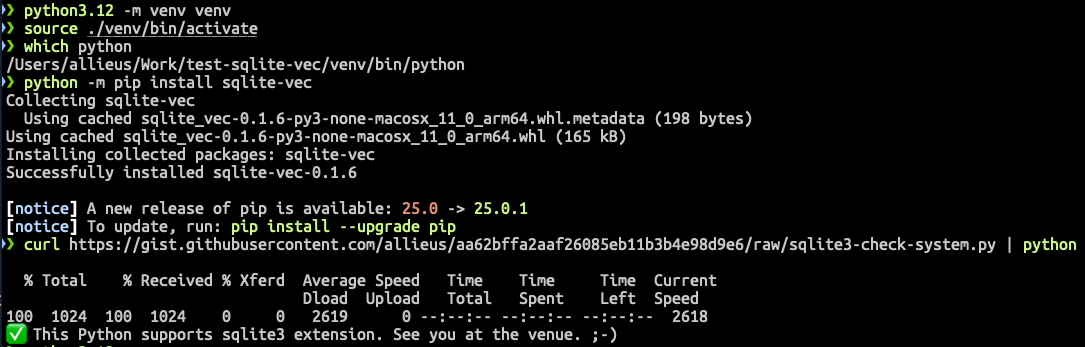 ❯ python3.12 -m venv venv
❯ source ./venv/bin/activate
❯ which python
/Users/allieus/Work/test-sqlite-vec/venv/bin/python
❯ python -m pip install sqlite-vec
Collecting sqlite-vec
  Using cached sqlite_vec-0.1.6-py3-none-macosx_11_0_arm64.whl.metadata (198 bytes)
Using cached sqlite_vec-0.1.6-py3-none-macosx_11_0_arm64.whl (165 kB)
Installing collected packages: sqlite-vec
Successfully installed sqlite-vec-0.1.6
[notice] A new release of pip is available: 25.0 -> 25.0.1
[notice] To update, run: pip install --upgrade pip
❯ curl https://gist.githubusercontent.com/allieus/aa62bffa2aaf26085eb11b3b4e98d9e6/raw/sqlite3-check-system.py | python
  % Total    % Received % Xferd  Average Speed   Time    Time     Time  Current
                                 Dload  Upload   Total   Spent    Left  Speed
100  1024  100  1024    0     0   2619      0 --:--:-- --:--:-- --:--:--  2618
✅ This Python supports sqlite3 extension. See you at the venue. ;-)